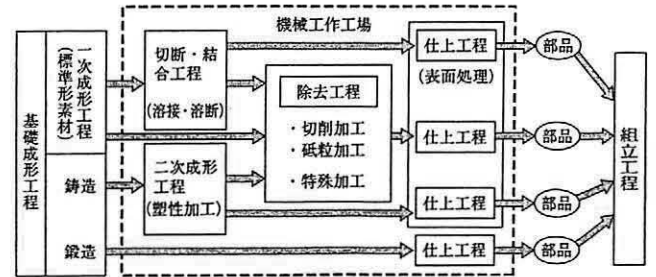 機械工作工場
基礎成形工程
一次成形工程
(標準形素材)
鋳造
鍛造
切断・結
合工程
(溶接・溶断)
二次成形
工程
(塑性加工)
除去工程
・切削加工
・砥粒加工
・特殊加工
仕上工程
(表面処理)
仕上工程
仕上工程
仕上工程
部品
部品
部品
部品
組立工程